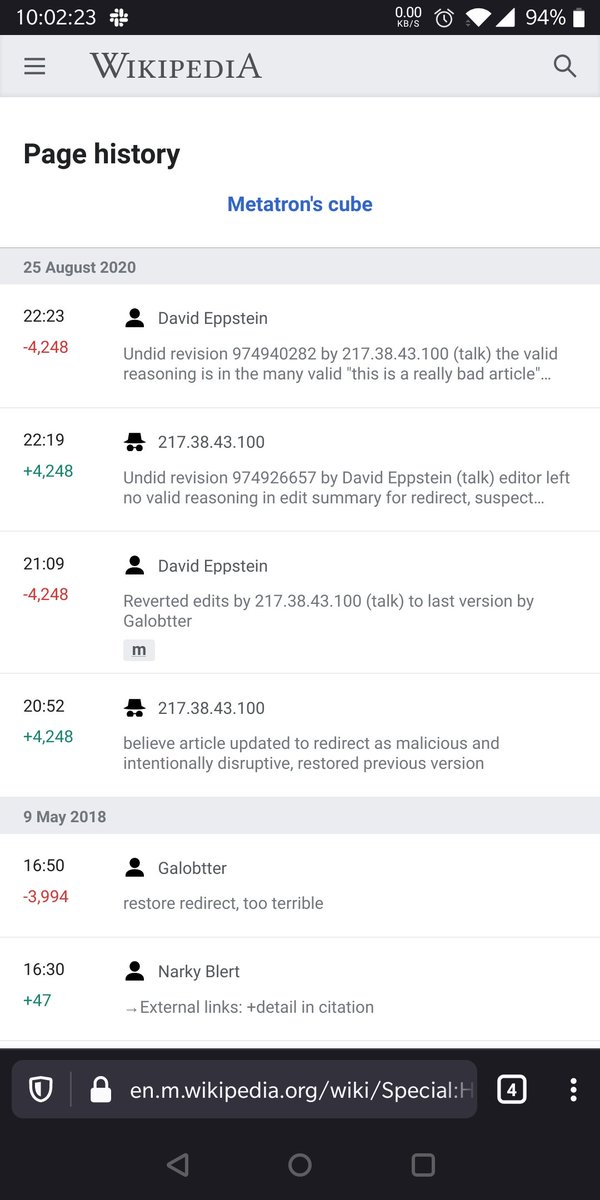 10:02:23 0.00 KB/S 94%
WIKIPEDIA
Page history
Metatron's cube
25 August 2020
22:23 David Eppstein
-4,248
Undid revision 974940282 by 217.38.43.100 (talk) the valid
reasoning is in the many valid "this is a really bad article"...
22:19 217.38.43.100
+4,248
Undid revision 974926657 by David Eppstein (talk) editor left
no valid reasoning in edit summary for redirect, suspect...
21:09 David Eppstein
-4,248
Reverted edits by 217.38.43.100 (talk) to last version by
Galobtter
m
20:52 217.38.43.100
+4,248
believe article updated to redirect as malicious and
intentionally disruptive, restored previous version
9 May 2018
16:50 Galobtter
-3,994
restore redirect, too terrible
16:30 Narky Blert
+47
→External links: +detail in citation
en.m.wikipedia.org/wiki/Special:H 4